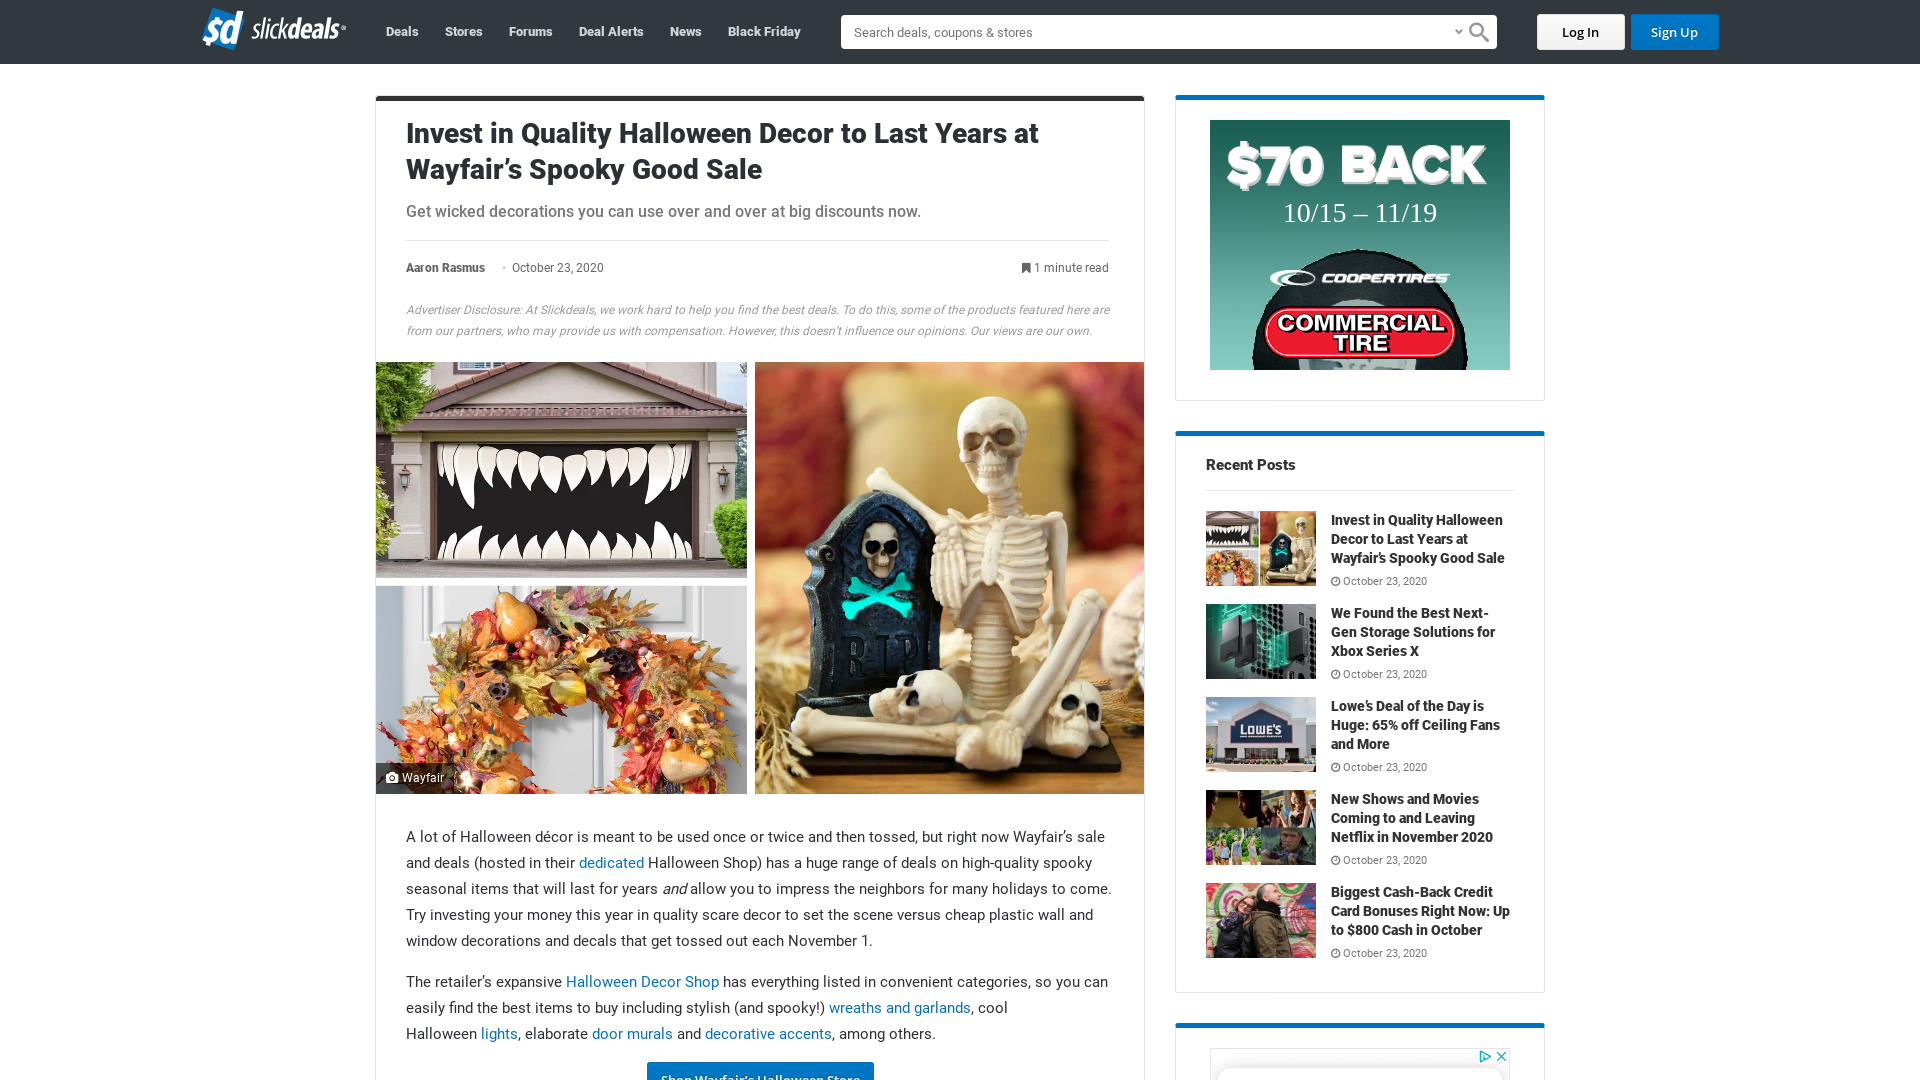 slickdeals
Deals Stores Forums Deal Alerts News Black Friday
Search deals, coupons & stores
Log In
Sign Up
Invest in Quality Halloween Decor to Last Years at
Wayfair’s Spooky Good Sale
Get wicked decorations you can use over and over at big discounts now.
Aaron Rasmus • October 23, 2020
1 minute read
Advertiser Disclosure: At Slickdeals, we work hard to help you find the best deals. To do this, some of the products featured here are
from our partners, who may provide us with compensation. However, this doesn’t influence our opinions. Our views are our own.
RIP
Wayfair
A lot of Halloween décor is meant to be used once or twice and then tossed, but right now Wayfair’s sale
and deals (hosted in their dedicated Halloween Shop) has a huge range of deals on high-quality spooky
seasonal items that will last for years and allow you to impress the neighbors for many holidays to come.
Try investing your money this year in quality scare decor to set the scene versus cheap plastic wall and
window decorations and decals that get tossed out each November 1.
The retailer’s expansive Halloween Decor Shop has everything listed in convenient categories, so you can
easily find the best items to buy including stylish (and spooky!) wreaths and garlands, cool
Halloween lights, elaborate door murals and decorative accents, among others.
Shop Wayfair’s Halloween Store
$70 BACK
10/15 – 11/19
COOPERTIRES
COMMERCIAL
TIRE
Recent Posts
Invest in Quality Halloween
Decor to Last Years at
Wayfair’s Spooky Good Sale
October 23, 2020
We Found the Best Next-
Gen Storage Solutions for
Xbox Series X
October 23, 2020
LOWE'S
Lowe’s Deal of the Day is
Huge: 65% off Ceiling Fans
and More
October 23, 2020
New Shows and Movies
Coming to and Leaving
Netflix in November 2020
October 23, 2020
Biggest Cash-Back Credit
Card Bonuses Right Now: Up
to $800 Cash in October
October 23, 2020